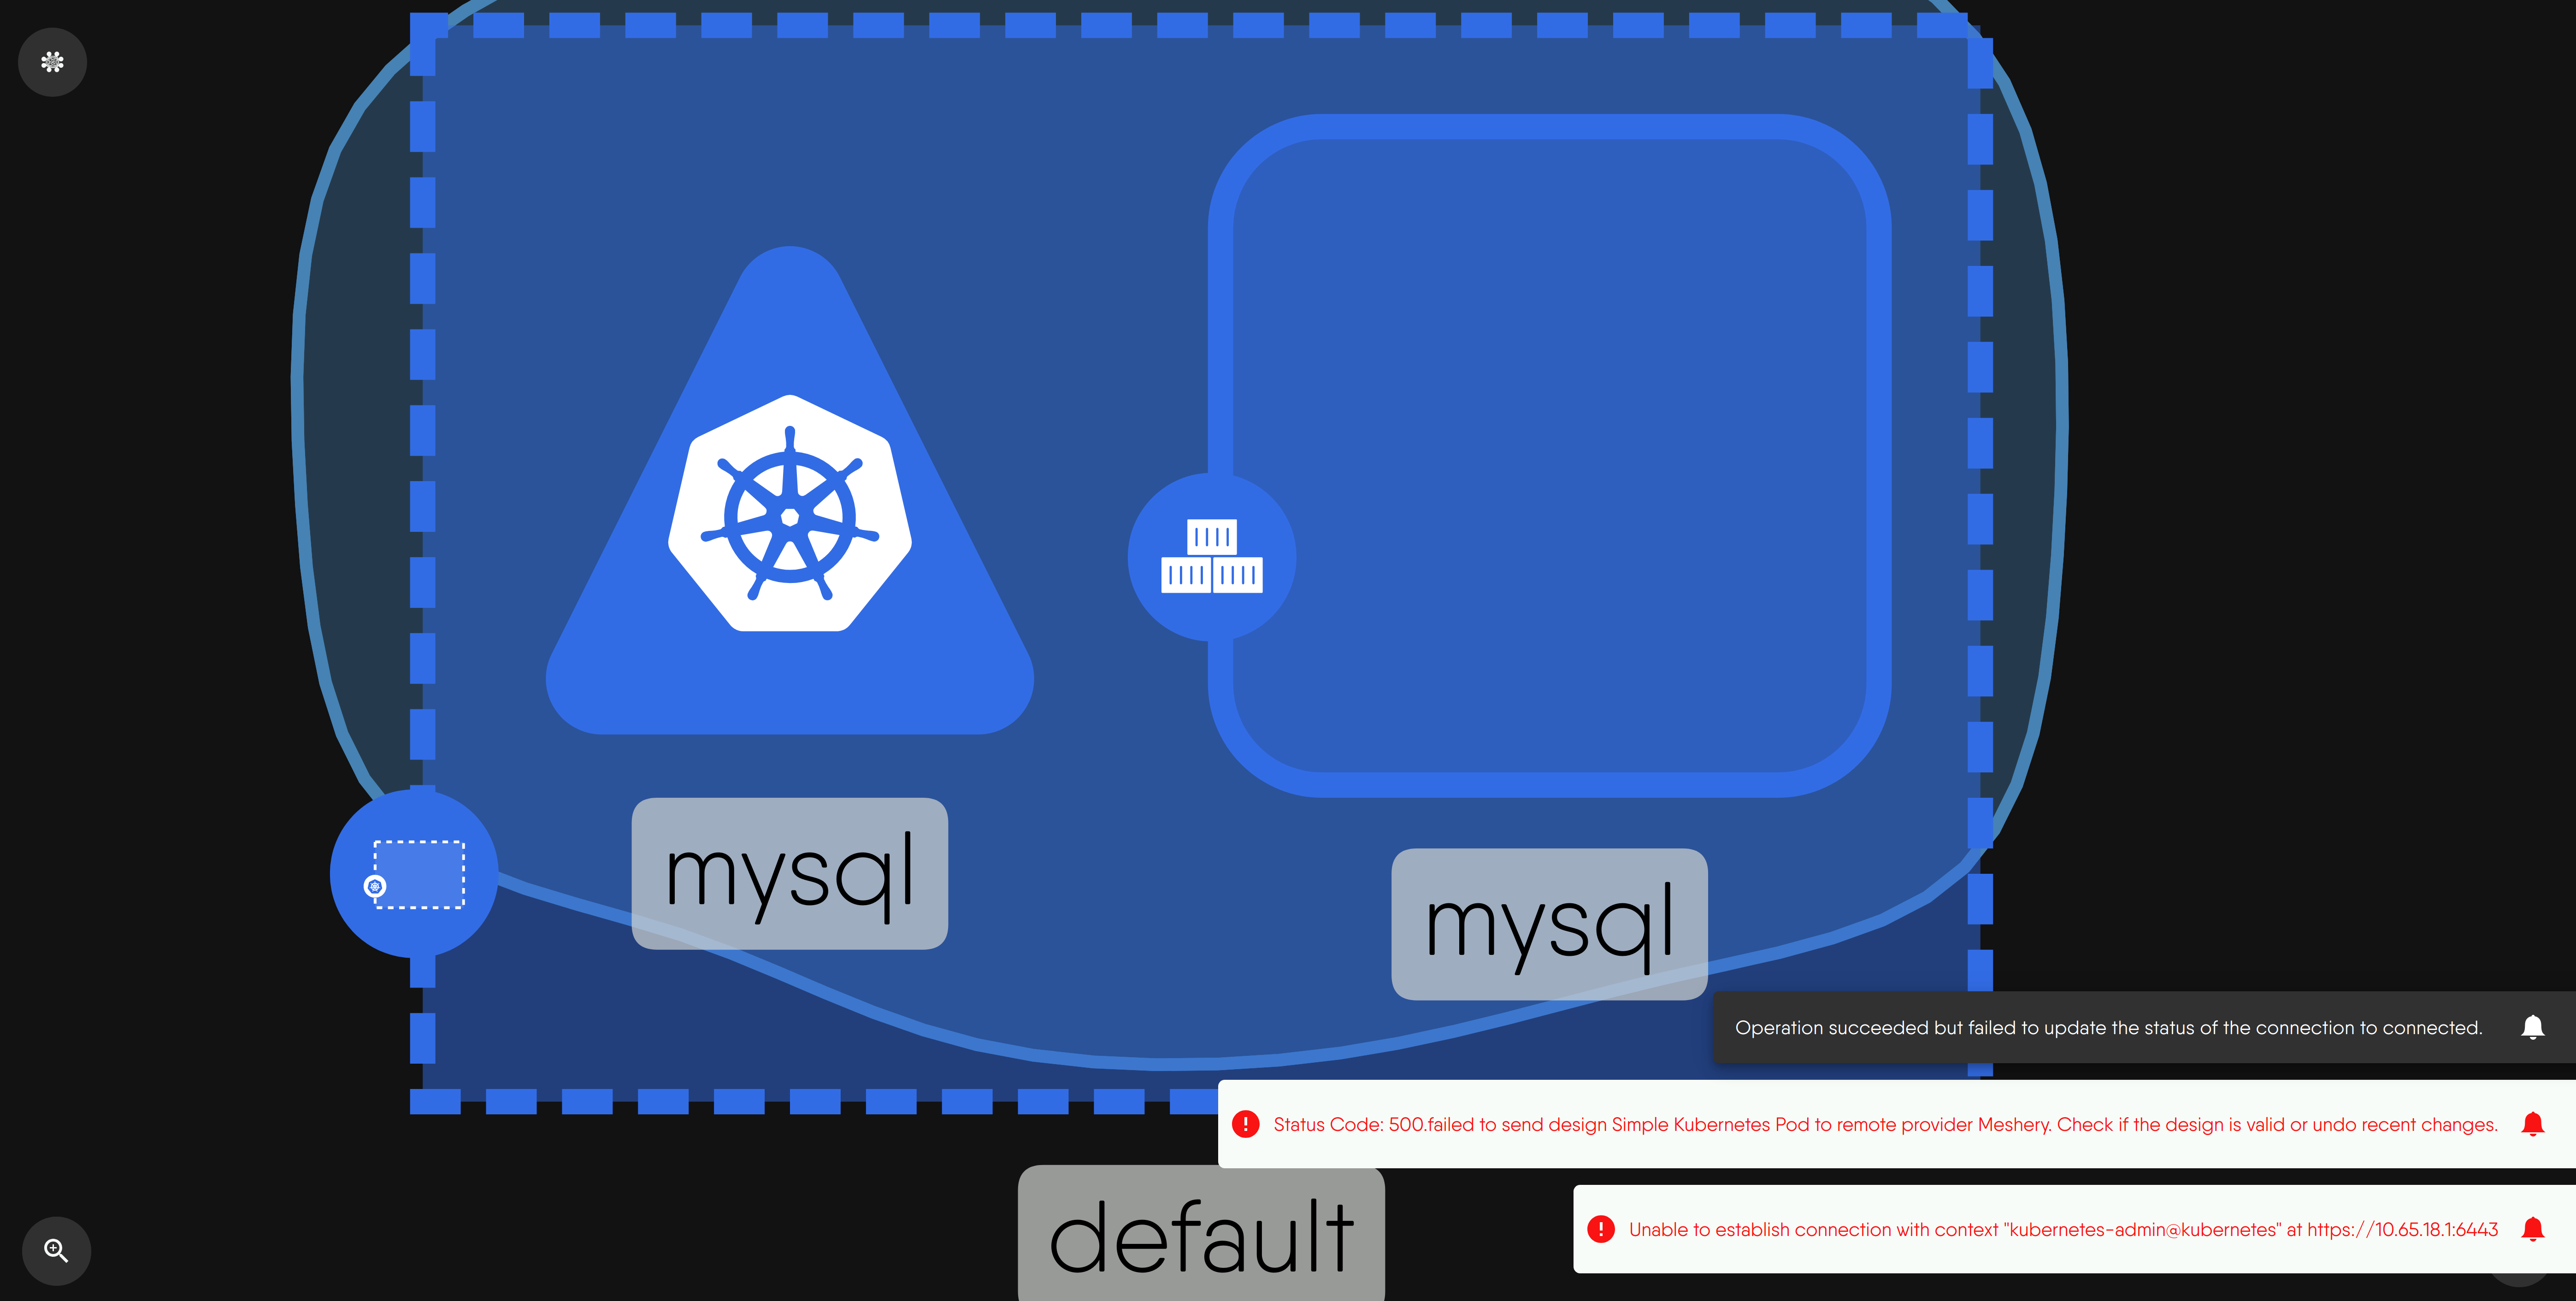 mysql
mysql
Operation succeeded but failed to update the status of the connection to connected.
Status Code: 500.failed to send design Simple Kubernetes Pod to remote provider Meshery. Check if the design is valid or undo recent changes.
default
Unable to establish connection with context "kubernetes-admin@kubernetes" at https://10.65.18.1:6443